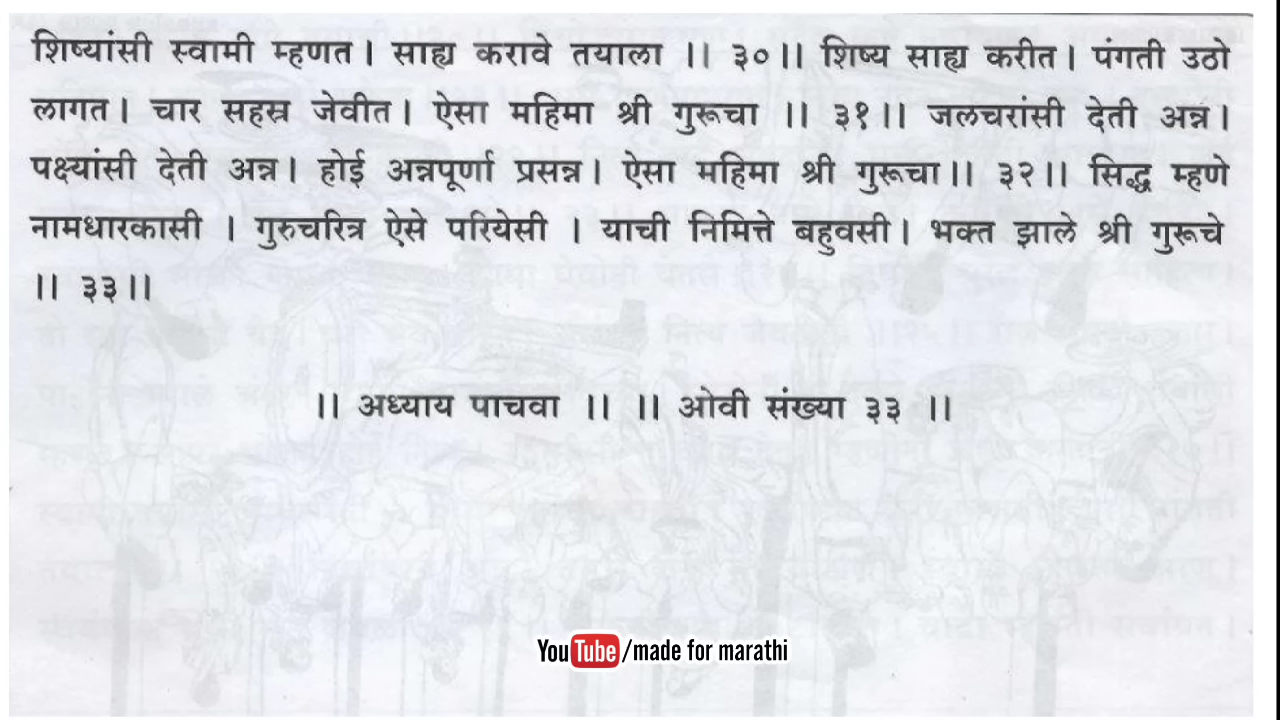 शिष्यांसी स्वामी म्हणत। साह्य करावे तयाला ।। ३०।। शिष्य साह्य करीत। पंगती उठो
लागत। चार सहस्र जेवीत। ऐसा महिमा श्री गुरूचा ।। ३१।। जलचरांसी देती अन्न।
पक्ष्यांसी देती अन्न। होई अन्नपूर्णा प्रसन्न। ऐसा महिमा श्री गुरूचा।। ३२।। सिद्ध म्हणे
नामधारकासी । गुरुचरित्र ऐसे परियेसी । याची निमित्ते बहुवसी। भक्त झाले श्री गुरूचे
।। ३३।।
।। अध्याय पाचवा ।। ।। ओवी संख्या ३३ ।।
YouTube/made for marathi